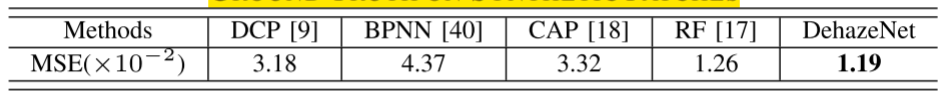 Methods DCP [9] BPNN [40] CAP [18] RF [17] DehazeNet
MSE(×10⁻²) 3.18 4.37 3.32 1.26 1.19